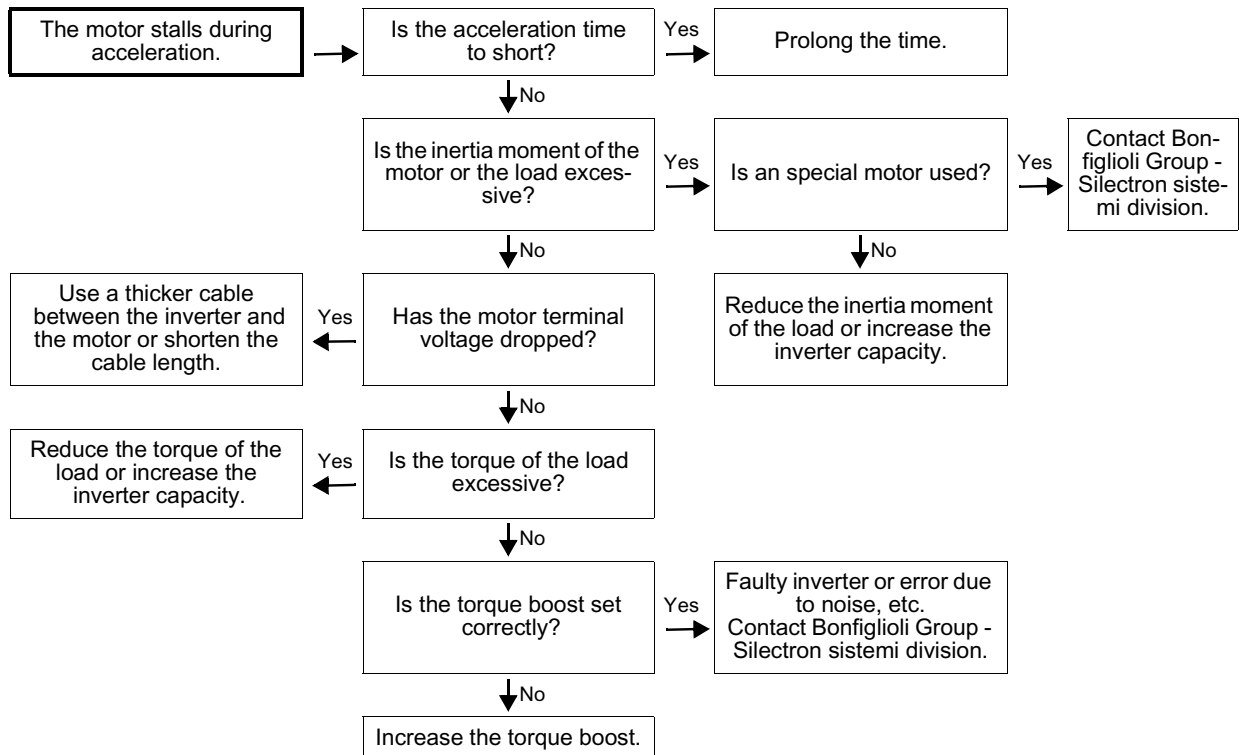 The motor stalls during
acceleration.
Is the acceleration time
to short?
Yes
Prolong the time.
No
Is the inertia moment of the
motor or the load exces-
sive?
Yes
Is an special motor used?
Yes
Contact Bon-
figlioli Group -
Silectron siste-
mi division.
No
No
Use a thicker cable
between the inverter and
the motor or shorten the
cable length.
Yes
Has the motor terminal
voltage dropped?
Reduce the inertia moment
of the load or increase the
inverter capacity.
No
Reduce the torque of the
load or increase the
inverter capacity.
Yes
Is the torque of the load
excessive?
No
Is the torque boost set
correctly?
Yes
Faulty inverter or error due
to noise, etc.
Contact Bonfiglioli Group -
Silectron sistemi division.
No
Increase the torque boost.